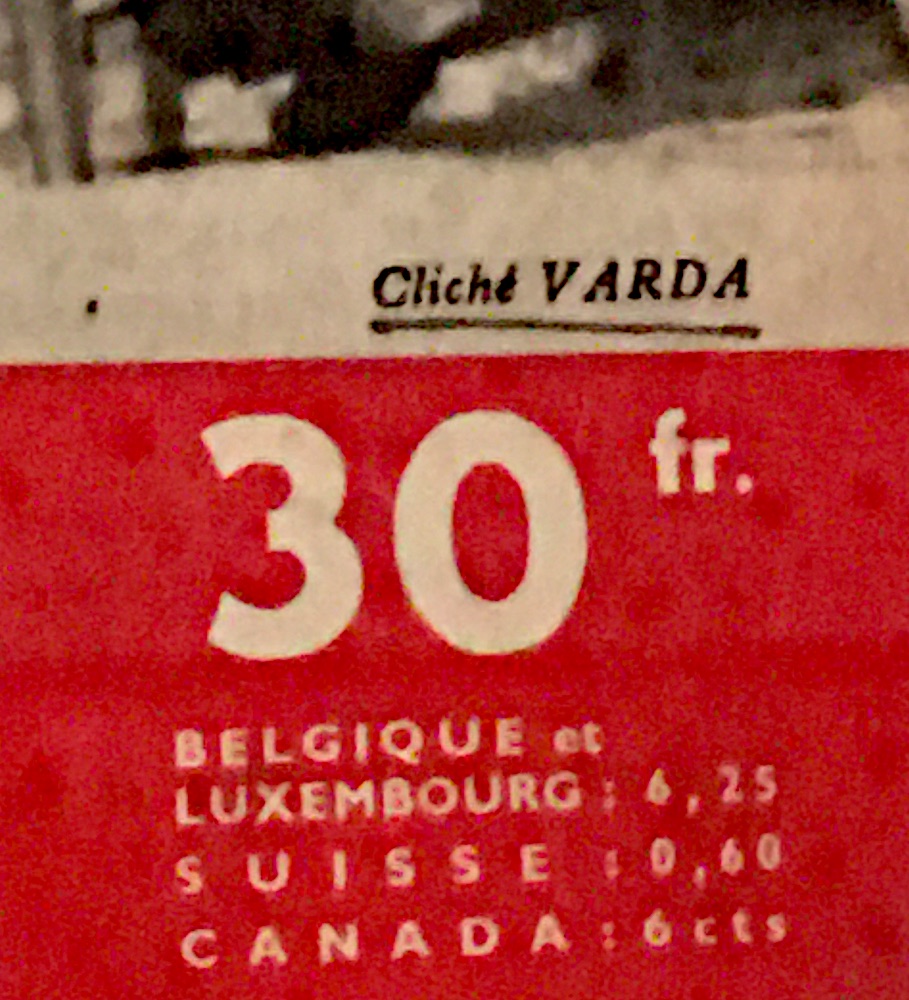 Cliché VARDA
30 fr.
BELGIQUE et
LUXEMBOURG : 6,25
SUISSE : 0,60
CANADA : 6 cts